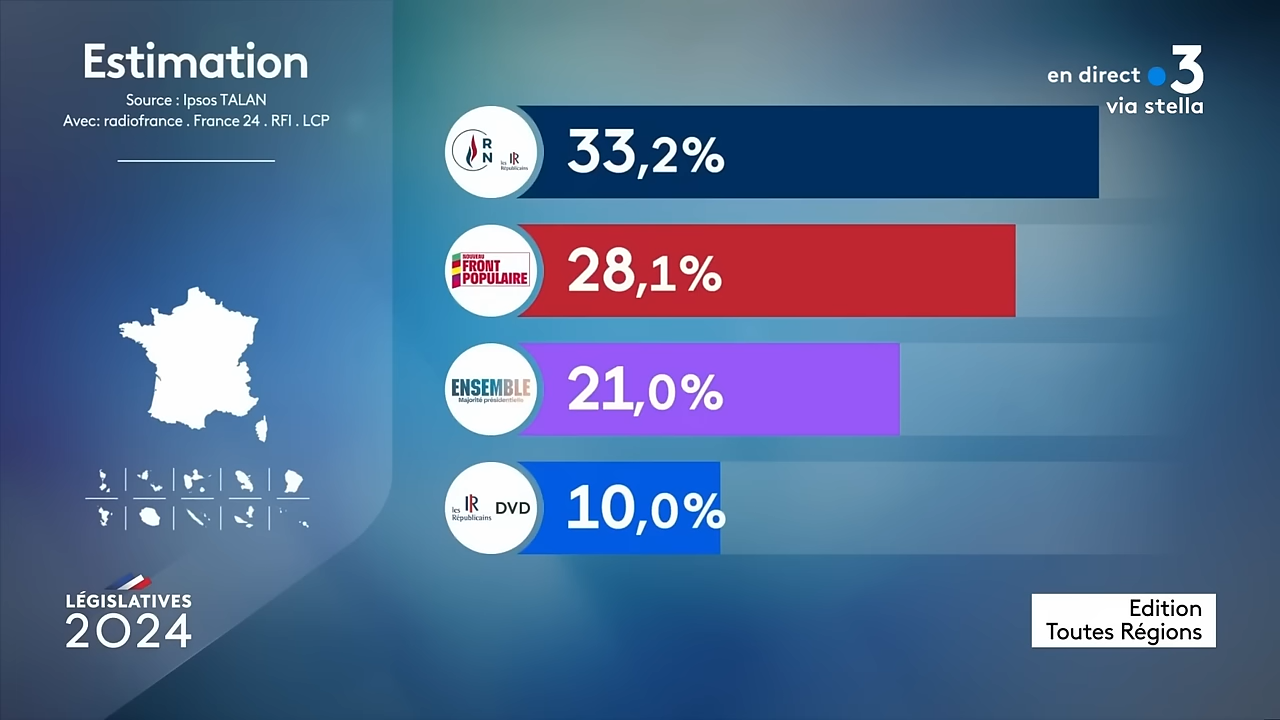 Estimation
Source : Ipsos TALAN
Avec: radiofrance . France 24 . RFI . LCP
en direct 3
via stella
RN les Républicains 33,2%
NOUVEAU FRONT POPULAIRE 28,1%
ENSEMBLE Majorité présidentielle 21,0%
les Républicains DVD 10,0%
LÉGISLATIVES
2024
Edition
Toutes Régions